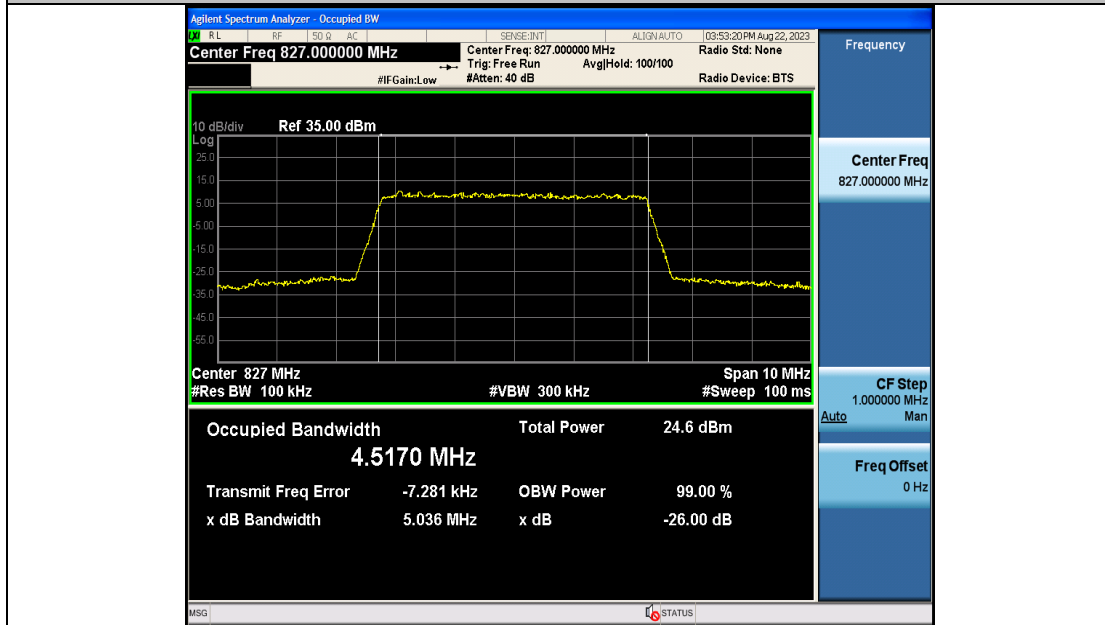 Agilent Spectrum Analyzer - Occupied BW
LXI RL RF 50 Ω AC SENSE:INT ALIGN AUTO 03:53:20 PM Aug 22, 2023
Center Freq 827.000000 MHz
Center Freq: 827.000000 MHz
Radio Std: None
Trig: Free Run Avg|Hold: 100/100
#IFGain:Low #Atten: 40 dB Radio Device: BTS
10 dB/div Ref 35.00 dBm
Log
25.0
15.0
5.00
-5.00
-15.0
-25.0
-35.0
-45.0
-55.0
Center 827 MHz Span 10 MHz
#Res BW 100 kHz #VBW 300 kHz #Sweep 100 ms
Occupied Bandwidth Total Power 24.6 dBm
4.5170 MHz
Transmit Freq Error -7.281 kHz OBW Power 99.00 %
x dB Bandwidth 5.036 MHz x dB -26.00 dB
Frequency
Center Freq
827.000000 MHz
CF Step
1.000000 MHz
Auto Man
Freq Offset
0 Hz
MSG STATUS